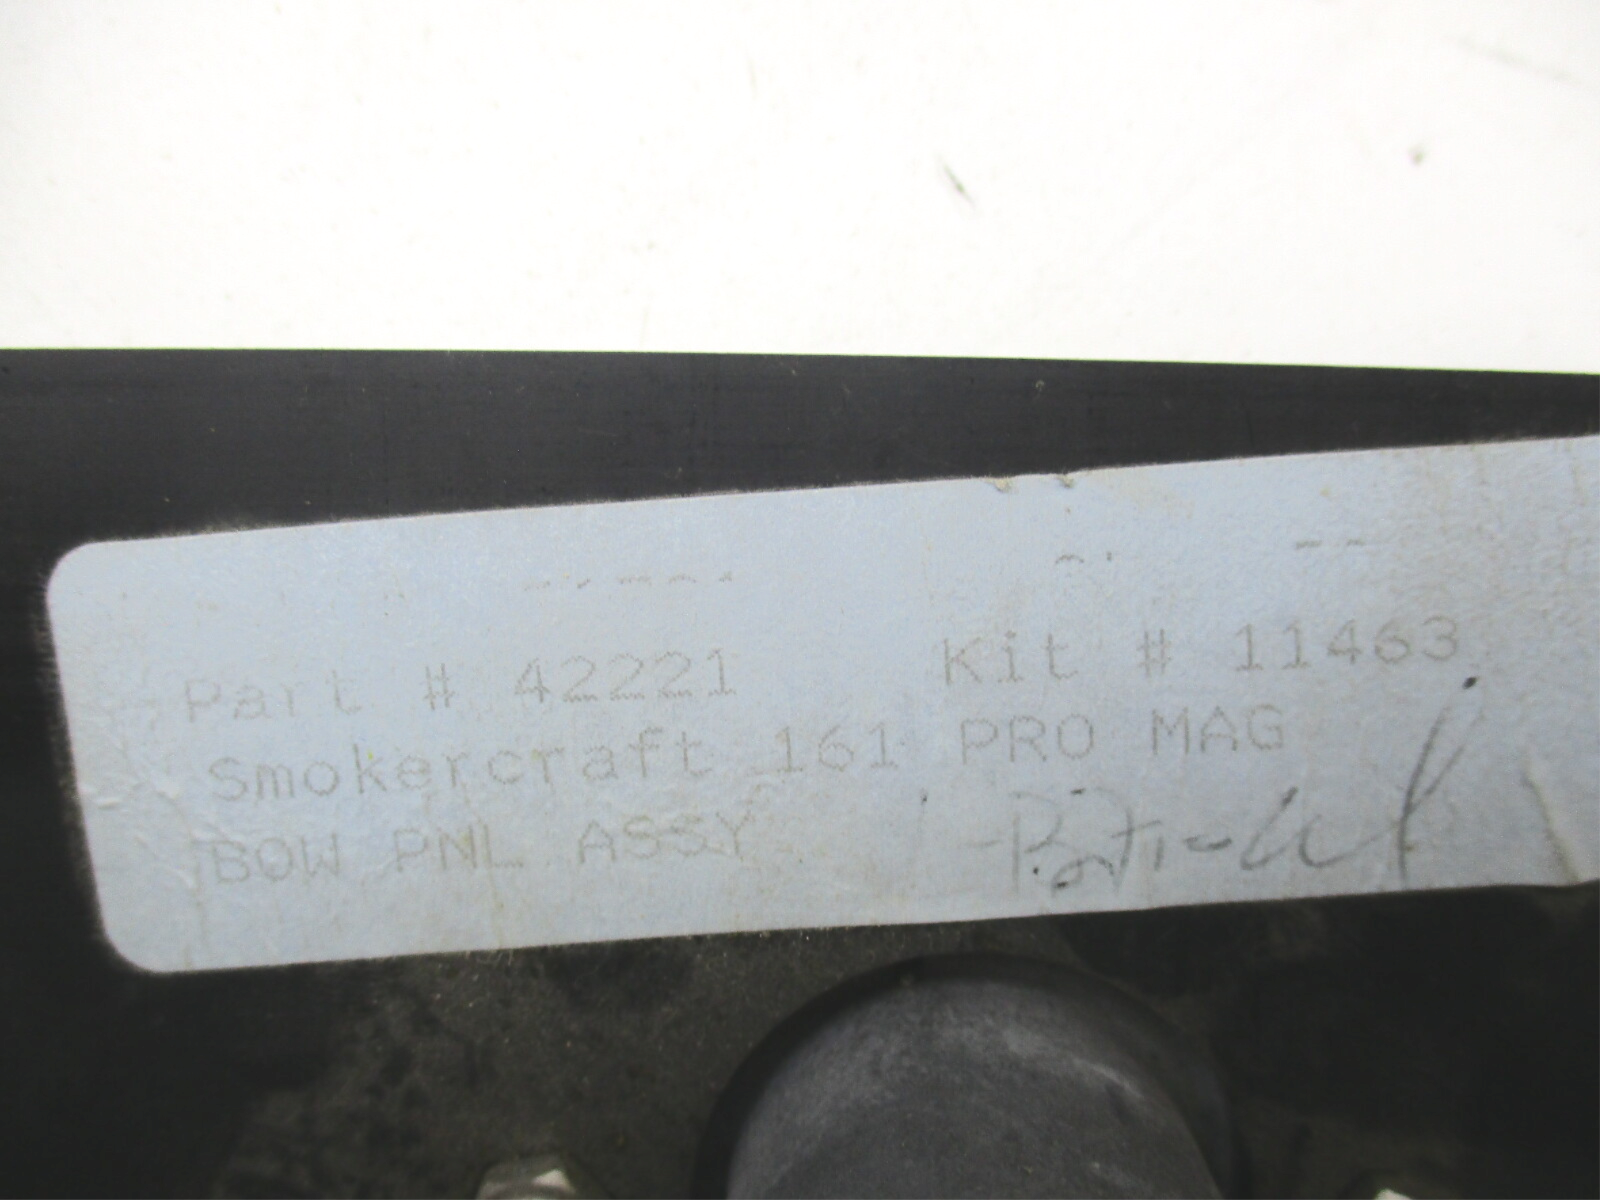 Part # 42221 Kit # 11463
Smokercraft 161 PRO MAG
BOW PNL ASSY